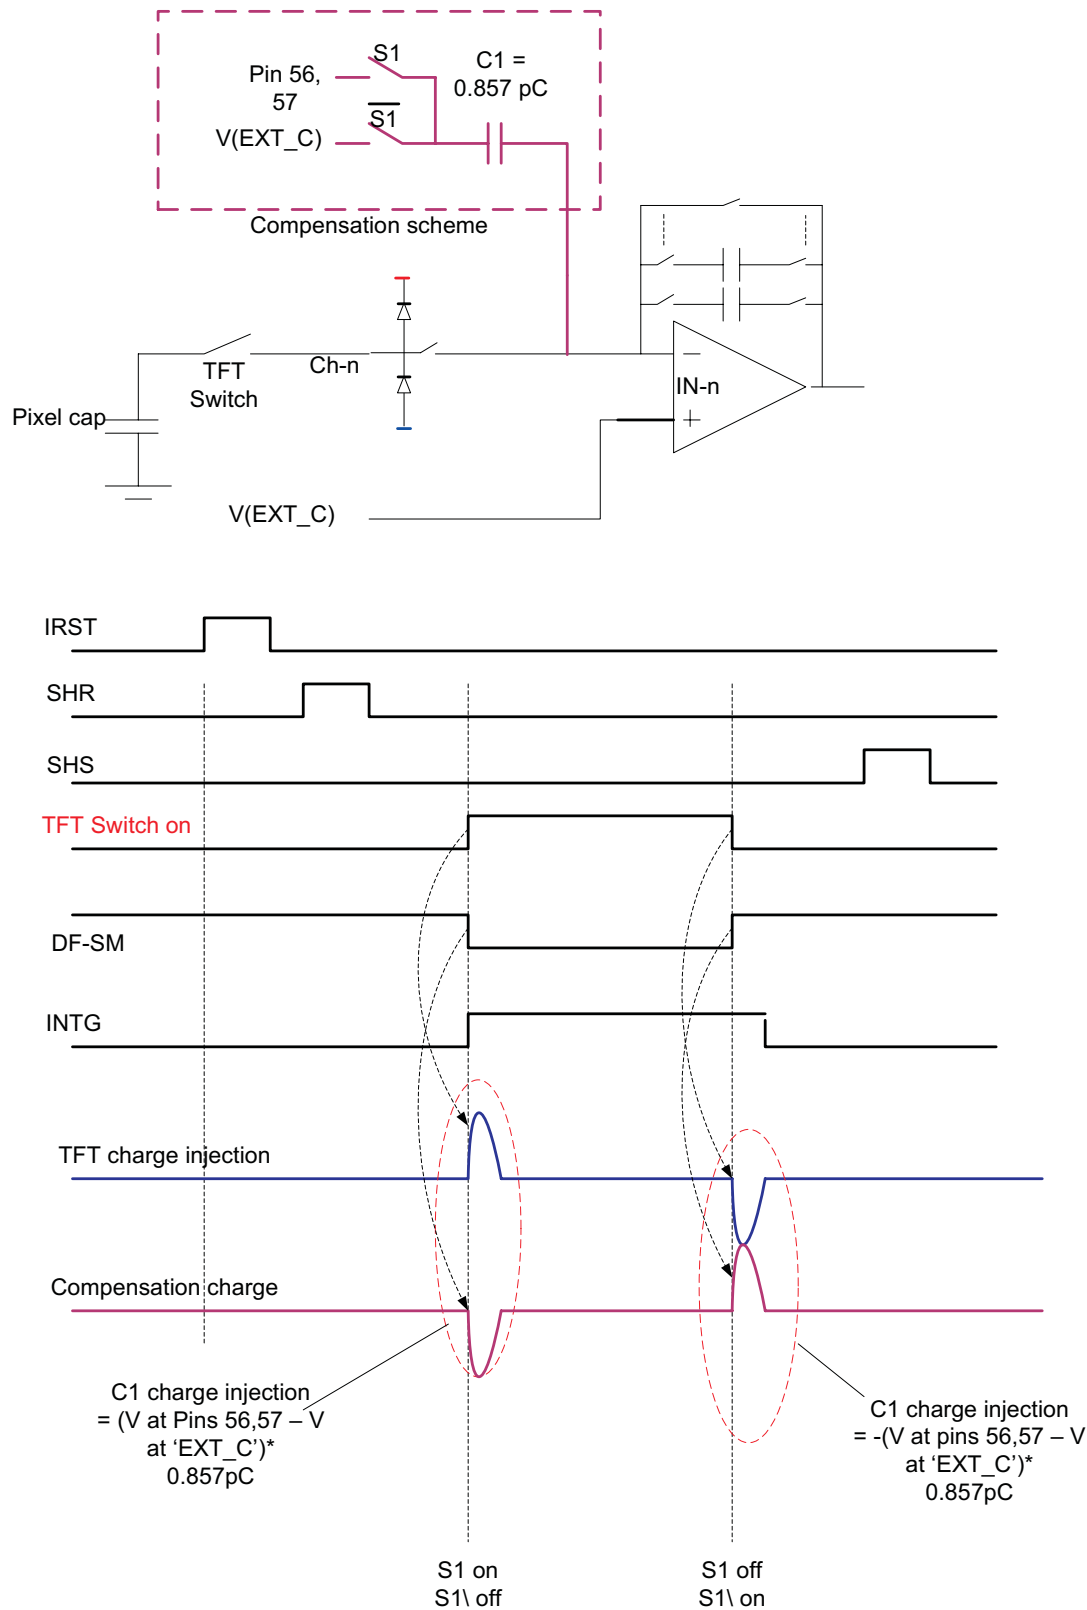 S1
C1 =
0.857 pC
Pin 56,
57
S1
V(EXT_C)
Compensation scheme
TFT
Switch
Ch-n
IN-n
Pixel cap
V(EXT_C)
IRST
SHR
SHS
TFT Switch on
DF-SM
INTG
TFT charge injection
Compensation charge
C1 charge injection
= (V at Pins 56,57 – V
at ‘EXT_C’)*
0.857pC
C1 charge injection
= -(V at pins 56,57 – V
at ‘EXT_C’)*
0.857pC
S1 on
S1\ off
S1 off
S1\ on